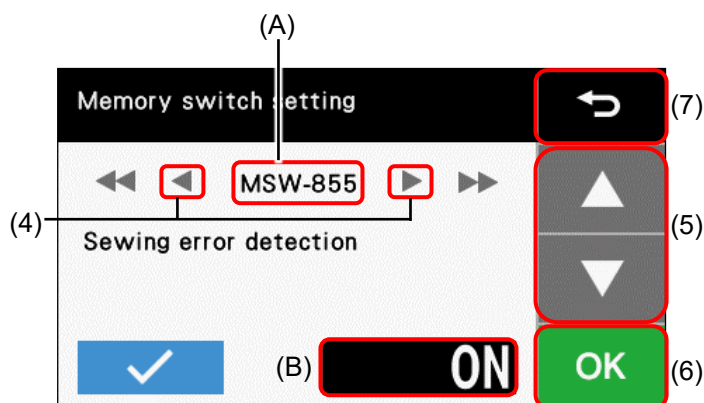 (A)
Memory switch setting
(7)
MSW-855
(4)
(5)
Sewing error detection
(B)
ON
OK
(6)